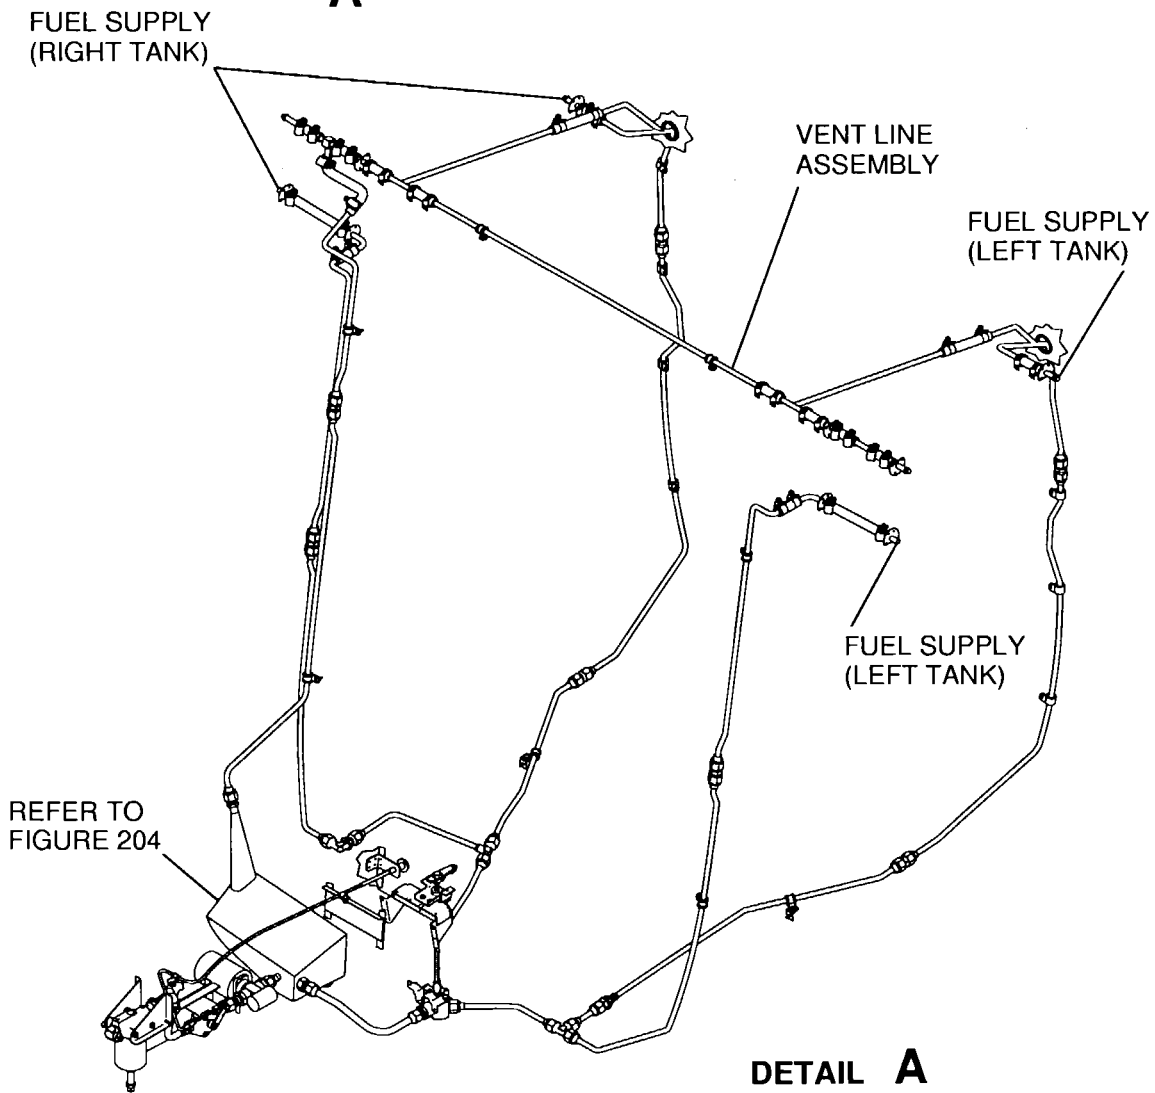 A
FUEL SUPPLY
(RIGHT TANK)
VENT LINE
ASSEMBLY
FUEL SUPPLY
(LEFT TANK)
FUEL SUPPLY
(LEFT TANK)
REFER TO
FIGURE 204
DETAIL A